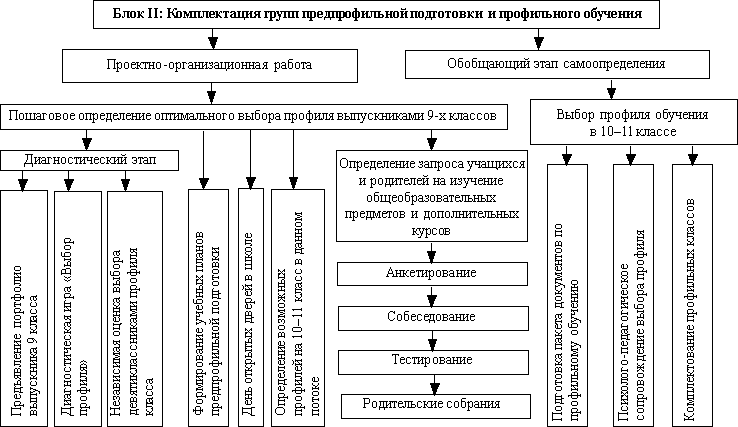 Блок II: Комплектация групп предпрофильной подготовки и профильного обучения
Проектно-организационная работа
Обобщающий этап самоопределения
Пошаговое определение оптимального выбора профиля выпускниками 9-х классов
Выбор профиля обучения
в 10–11 классе
Диагностический этап
Определение запроса учащихся
и родителей на изучение
общеобразовательных
предметов и дополнительных
курсов
Предъявление портфолио
выпускника 9 класса
Диагностическая игра «Выбор
профиля»
Независимая оценка выбора
девятиклассниками профиля
класса
Формирование учебных планов
предпрофильной подготовки
День открытых дверей в школе
Определение возможных
профилей на 10–11 класс в данном
потоке
Анкетирование
Собеседование
Тестирование
Родительские собрания
Подготовка пакета документов по
профильному обучению
Психолого-педагогическое
сопровождение выбора профиля
Комплектование профильных классов